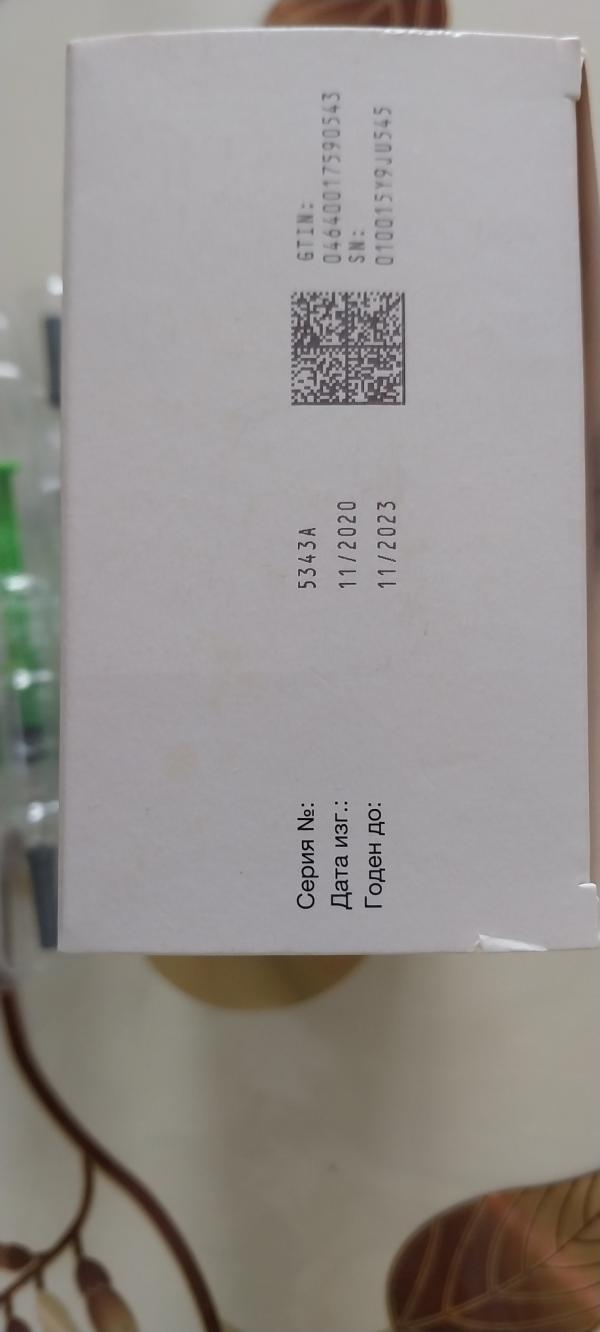 Серия №: 5343A
Дата изг.: 11/2020
Годен до: 11/2023
GTIN:
04640017590543
SN:
010015Y9JU545